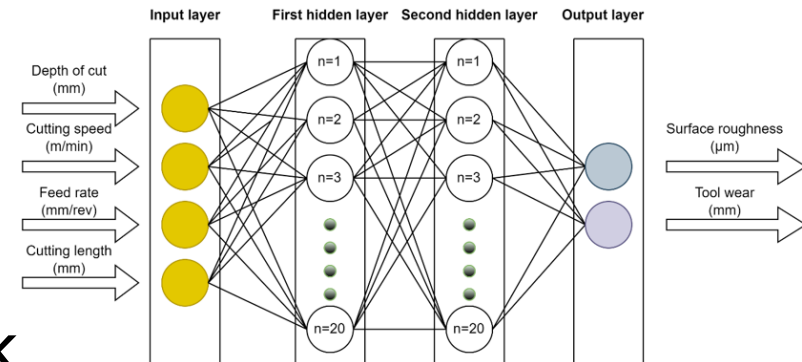 Input layer
First hidden layer
Second hidden layer
Output layer
Depth of cut
(mm)
Cutting speed
(m/min)
Feed rate
(mm/rev)
Cutting length
(mm)
n=1
n=2
n=3
n=20
n=1
n=2
n=3
n=20
Surface roughness
(μm)
Tool wear
(mm)